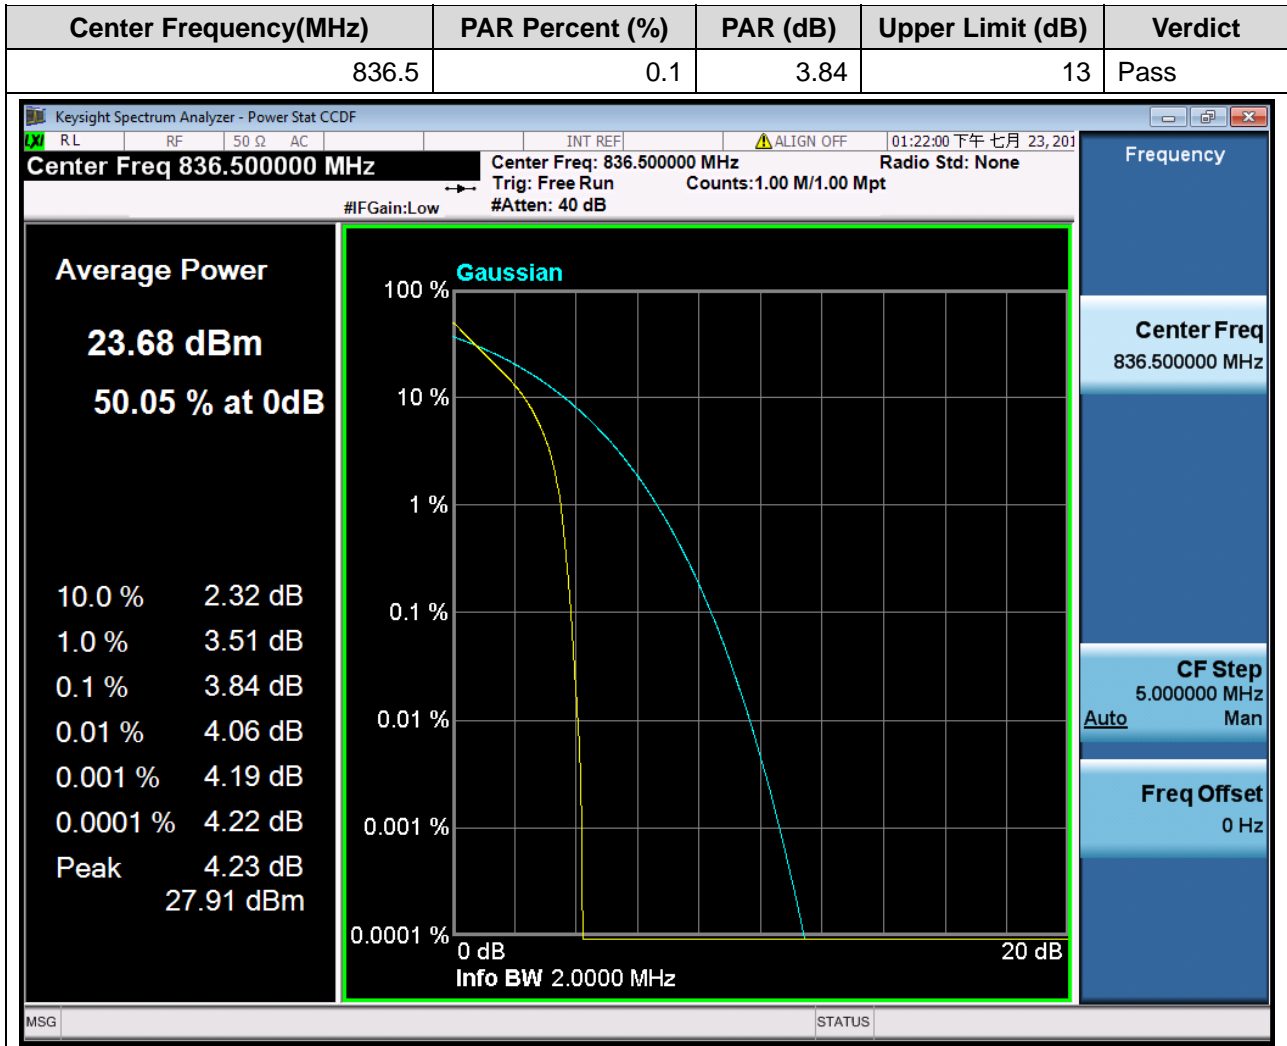 Center Frequency(MHz) PAR Percent (%) PAR (dB) Upper Limit (dB) Verdict
836.5 0.1 3.84 13 Pass
Keysight Spectrum Analyzer - Power Stat CCDF
LXI RL RF 50 Ω AC INT REF ALIGN OFF 01:22:00 下午 七月 23, 201
Center Freq 836.500000 MHz
Center Freq: 836.500000 MHz Radio Std: None
Trig: Free Run Counts:1.00 M/1.00 Mpt
#IFGain:Low #Atten: 40 dB
Average Power
23.68 dBm
50.05 % at 0dB
10.0 % 2.32 dB
1.0 % 3.51 dB
0.1 % 3.84 dB
0.01 % 4.06 dB
0.001 % 4.19 dB
0.0001 % 4.22 dB
Peak 4.23 dB
27.91 dBm
Gaussian
100 %
10 %
1 %
0.1 %
0.01 %
0.001 %
0.0001 %
0 dB 20 dB
Info BW 2.0000 MHz
Frequency
Center Freq
836.500000 MHz
CF Step
5.000000 MHz
Auto Man
Freq Offset
0 Hz
MSG STATUS